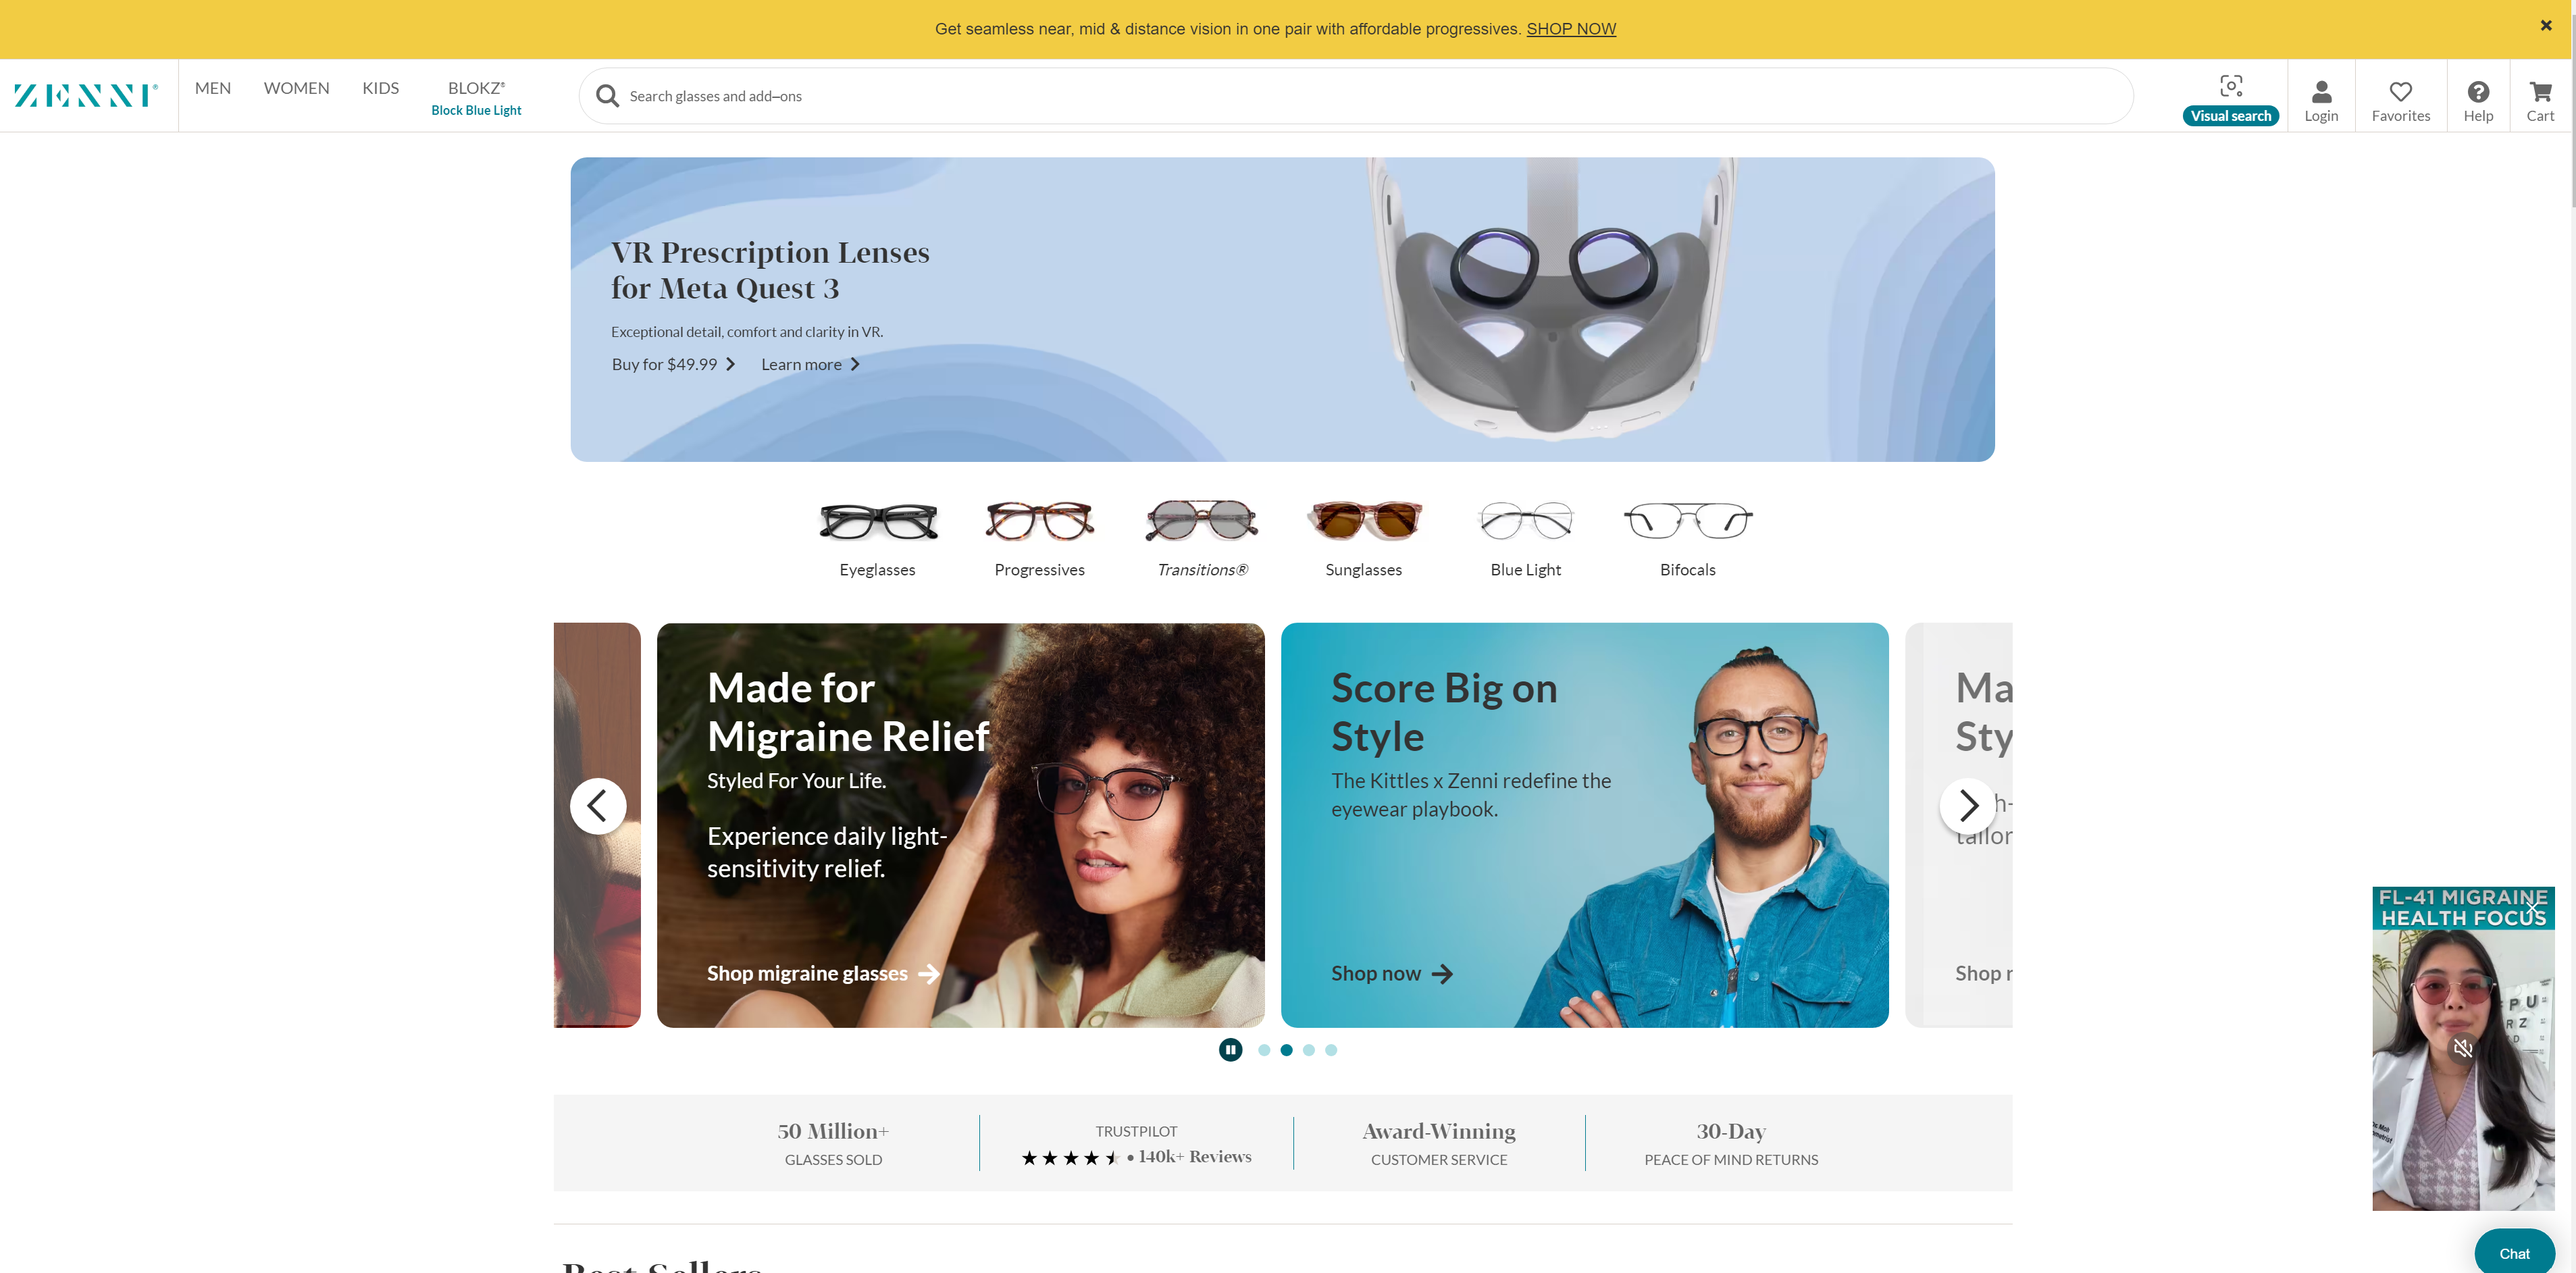 Get seamless near, mid & distance vision in one pair with affordable progressives. SHOP NOW
ZENNI®
MEN
WOMEN
KIDS
BLOKZ®
Block Blue Light
Search glasses and add–ons
Visual search
Login
Favorites
Help
Cart
VR Prescription Lenses
for Meta Quest 3
Exceptional detail, comfort and clarity in VR.
Buy for $49.99
Learn more
Eyeglasses
Progressives
Transitions®
Sunglasses
Blue Light
Bifocals
Made for
Migraine Relief
Styled For Your Life.
Experience daily light-
sensitivity relief.
Shop migraine glasses
Score Big on
Style
The Kittles x Zenni redefine the
eyewear playbook.
Shop now
Ma
Sty
h-
tailor
Shop r
FL-41 MIGRAINE
HEALTH FOCUS
50 Million+
GLASSES SOLD
TRUSTPILOT
★★★★ • 140k+ Reviews
Award-Winning
CUSTOMER SERVICE
30-Day
PEACE OF MIND RETURNS
Best Sellers
Chat